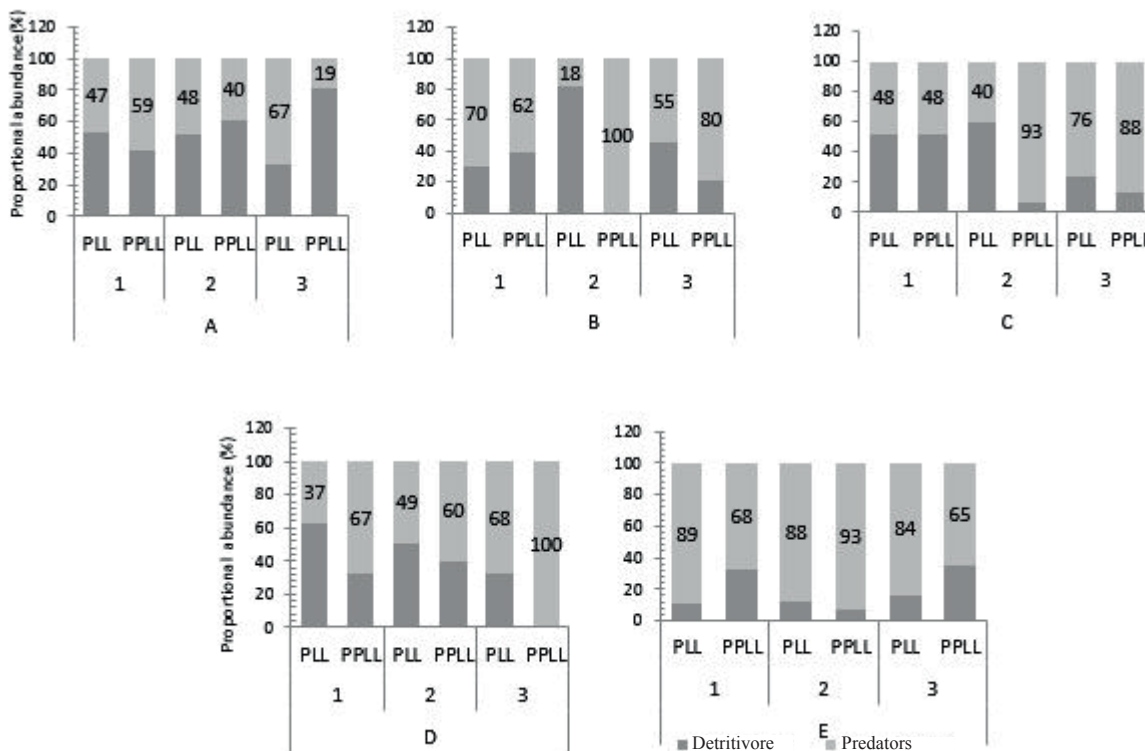 Proportional abundance(%)
120
100
80
60
40
20
0
47 59 48 40 67 19
PLL PPLL PLL PPLL PLL PPLL
1 2 3
A
120
100
80
60
40
20
0
70 62 18 100 55 80
PLL PPLL PLL PPLL PLL PPLL
1 2 3
B
120
100
80
60
40
20
0
48 48 40 93 76 88
PLL PPLL PLL PPLL PLL PPLL
1 2 3
C
Proportional abundance (%)
120
100
80
60
40
20
0
37 67 49 60 68 100
PLL PPLL PLL PPLL PLL PPLL
1 2 3
D
120
100
80
60
40
20
0
89 68 88 93 84 65
PLL PPLL PLL PPLL PLL PPLL
1 2 3
E
Detritivore Predators